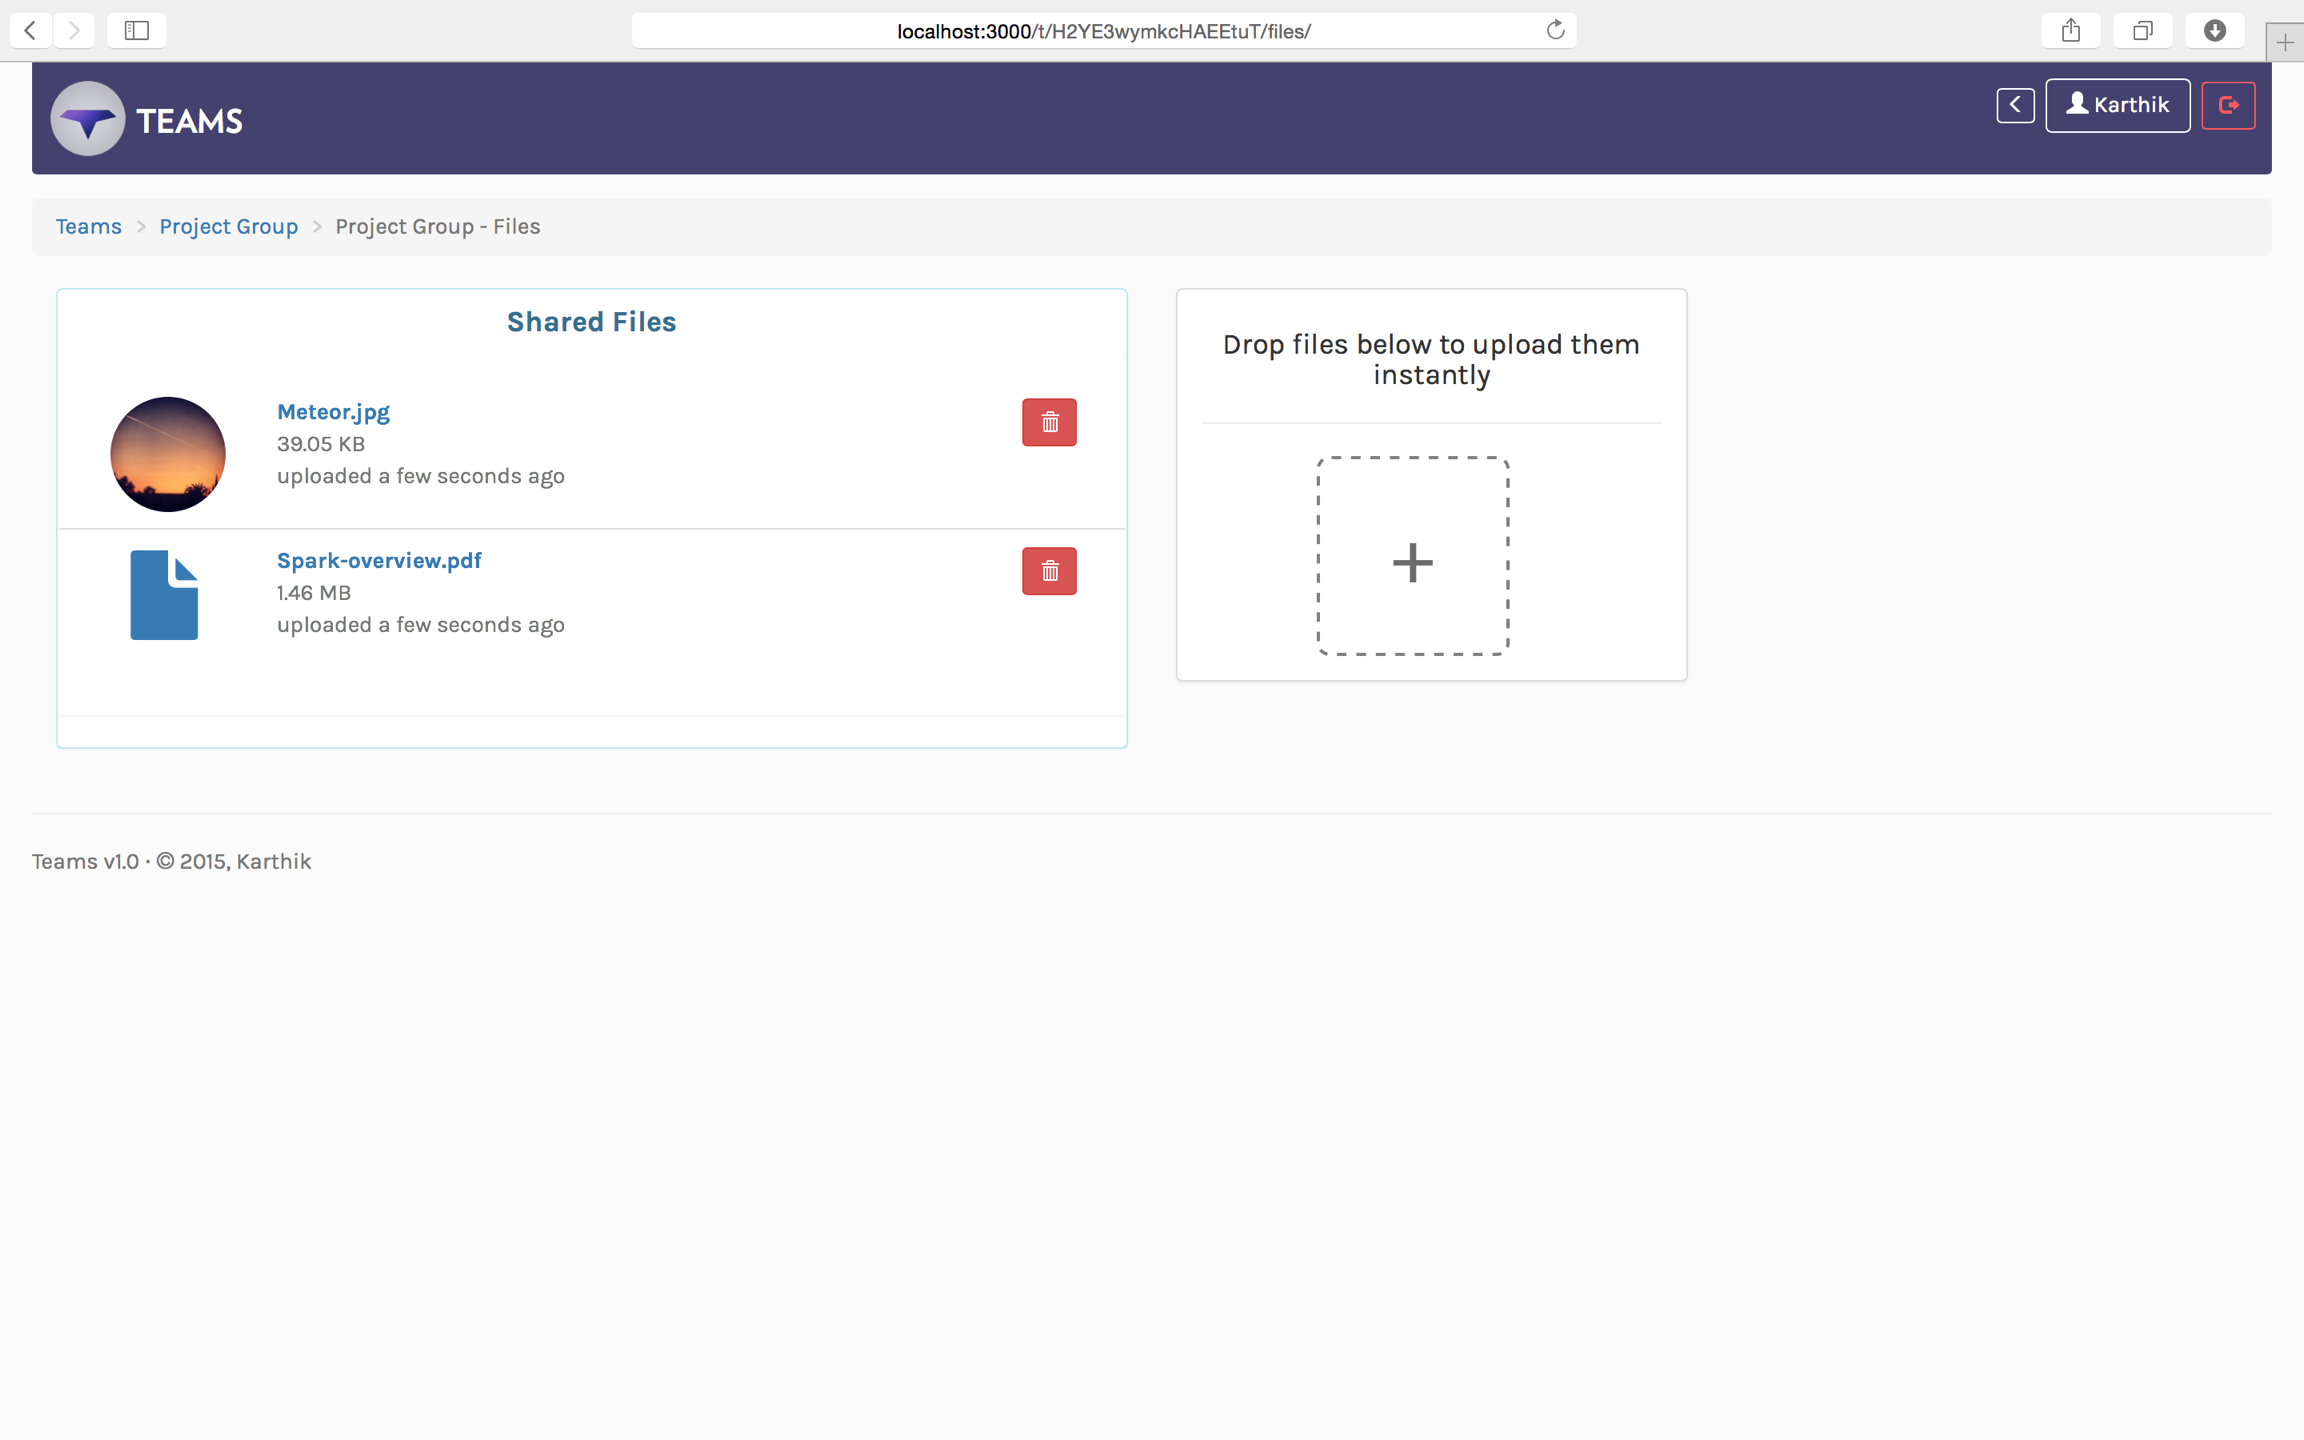 localhost:3000/t/H2YE3wymkcHAEEtuT/files/
TEAMS
Karthik
Teams > Project Group > Project Group - Files
Shared Files
Meteor.jpg
39.05 KB
uploaded a few seconds ago
Spark-overview.pdf
1.46 MB
uploaded a few seconds ago
Drop files below to upload them
instantly
Teams v1.0 · © 2015, Karthik